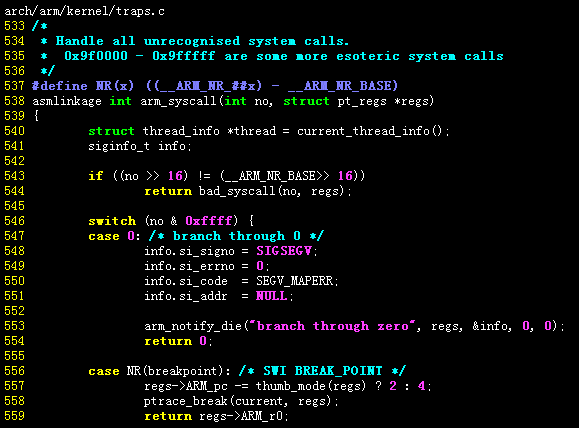 arch/arm/kernel/traps.c
533 /*
534  * Handle all unrecognised system calls.
535  * 0x9f0000 - 0x9fffff are some more esoteric system calls
536  */
537 #define NR(x) ((__ARM_NR_##x) - __ARM_NR_BASE)
538 asmlinkage int arm_syscall(int no, struct pt_regs *regs)
539 {
540         struct thread_info *thread = current_thread_info();
541         siginfo_t info;
542
543         if ((no >> 16) != (__ARM_NR_BASE>> 16))
544                 return bad_syscall(no, regs);
545
546         switch (no & 0xffff) {
547         case 0: /* branch through 0 */
548                 info.si_signo = SIGSEGV;
549                 info.si_errno = 0;
550                 info.si_code  = SEGV_MAPERR;
551                 info.si_addr  = NULL;
552
553                 arm_notify_die("branch through zero", regs, &info, 0, 0);
554                 return 0;
555
556         case NR(breakpoint): /* SWI BREAK_POINT */
557                 regs->ARM_pc -= thumb_mode(regs) ? 2 : 4;
558                 ptrace_break(current, regs);
559                 return regs->ARM_r0;